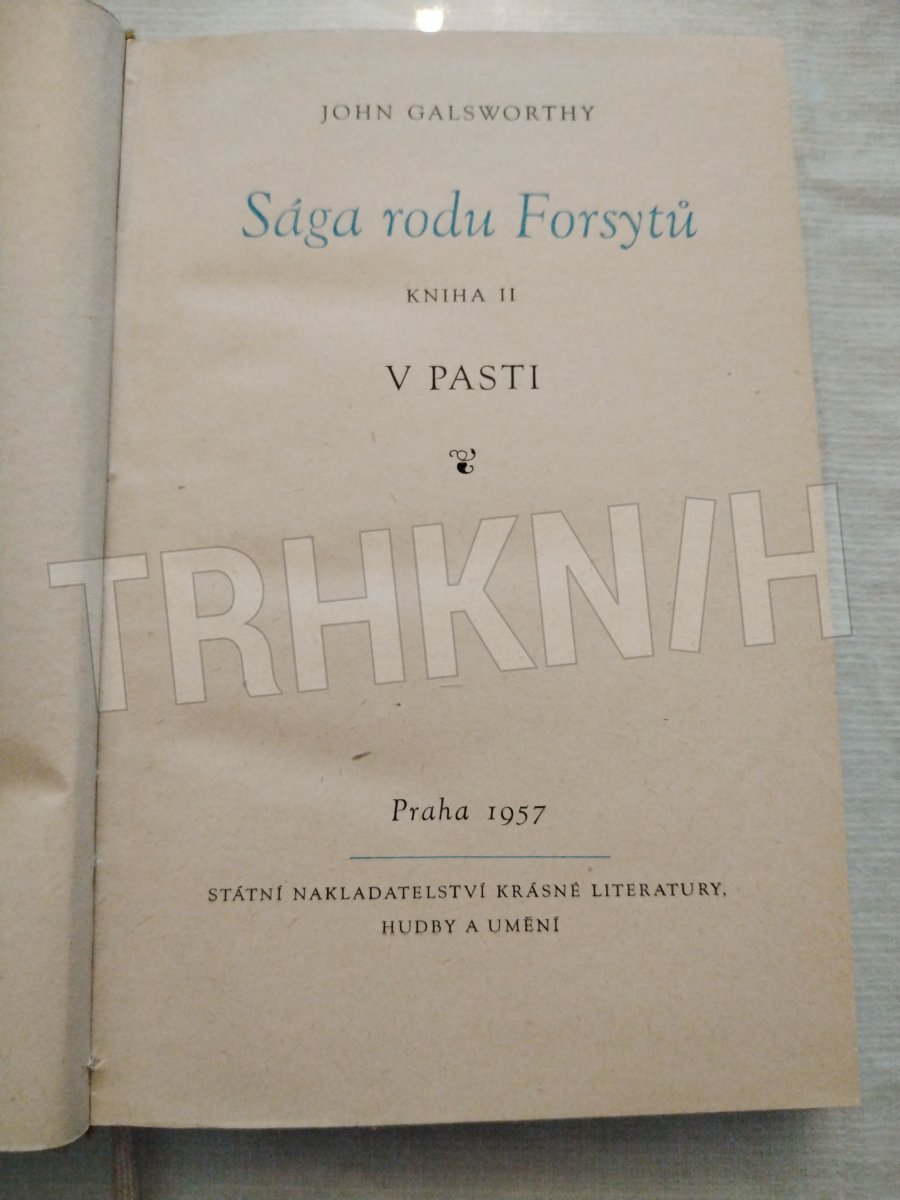 JOHN GALSWORTHY
Sága rodu Forsytů
KNIHA II
V PASTI
TRHKNIH
Praha 1957
STÁTNÍ NAKLADATELSTVÍ KRÁSNÉ LITERATURY,
HUDBY A UMĚNÍ